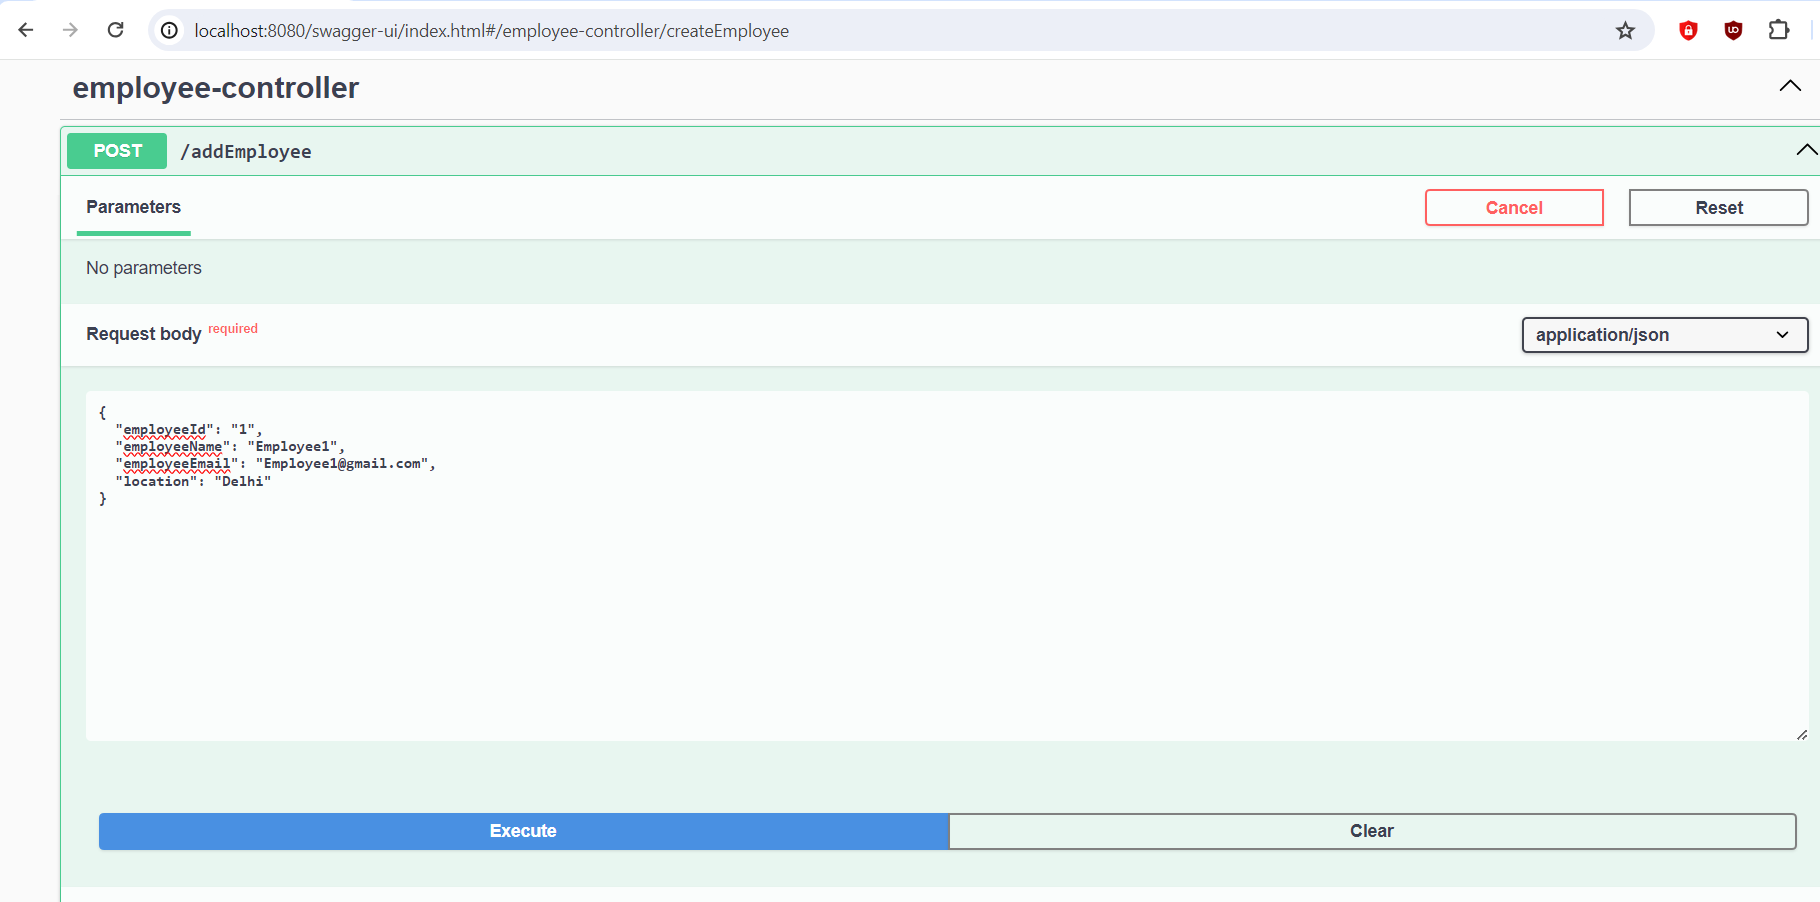 localhost:8080/swagger-ui/index.html#/employee-controller/createEmployee
employee-controller
POST /addEmployee
Parameters
Cancel
Reset
No parameters
Request body required
application/json
{
  "employeeId": "1",
  "employeeName": "Employee1",
  "employeeEmail": "Employee1@gmail.com",
  "location": "Delhi"
}
Execute
Clear